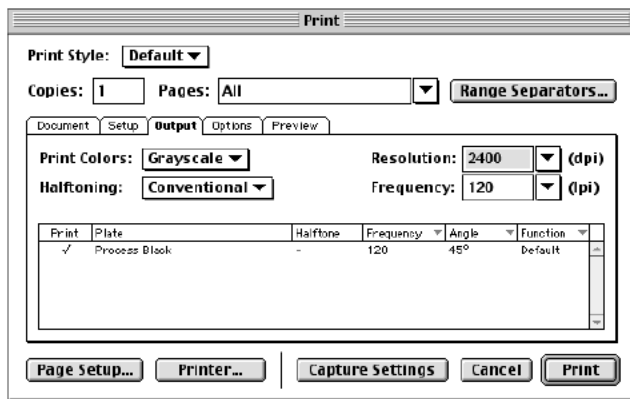 Print
Print Style: Default
Copies: 1 Pages: All Range Separators...
Document Setup Output Options Preview
Print Colors: Grayscale Resolution: 2400 (dpi)
Halftoning: Conventional Frequency: 120 (lpi)
Print Plate Halftone Frequency Angle Function
✓ Process Black - 120 45° Default
Page Setup... Printer... Capture Settings Cancel Print